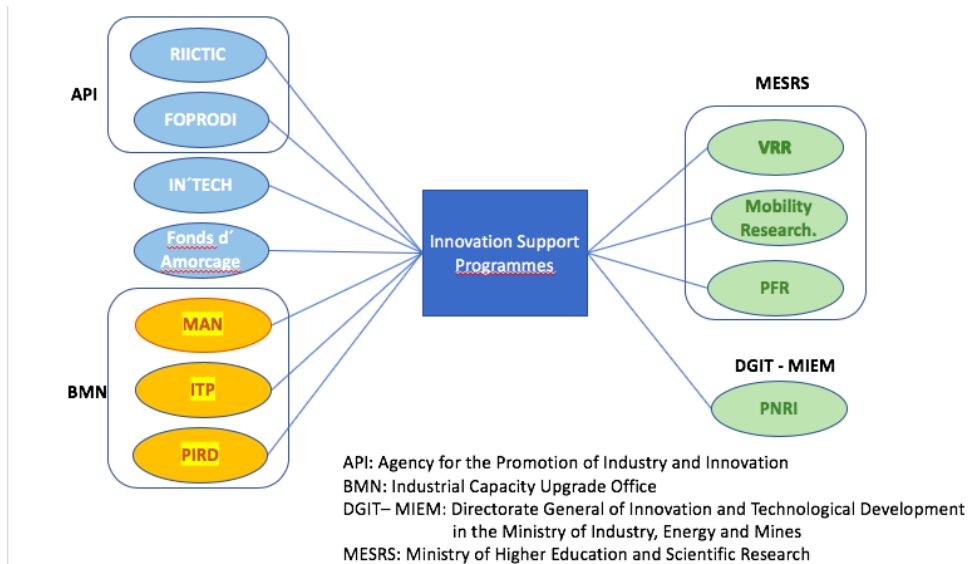 API
RIICTIC
FOPRODI
IN´TECH
Fonds d´
Amorcage
BMN
MAN
ITP
PIRD
Innovation Support
Programmes
MESRS
VRR
Mobility
Research.
PFR
DGIT - MIEM
PNRI
API: Agency for the Promotion of Industry and Innovation
BMN: Industrial Capacity Upgrade Office
DGIT– MIEM: Directorate General of Innovation and Technological Development
in the Ministry of Industry, Energy and Mines
MESRS: Ministry of Higher Education and Scientific Research